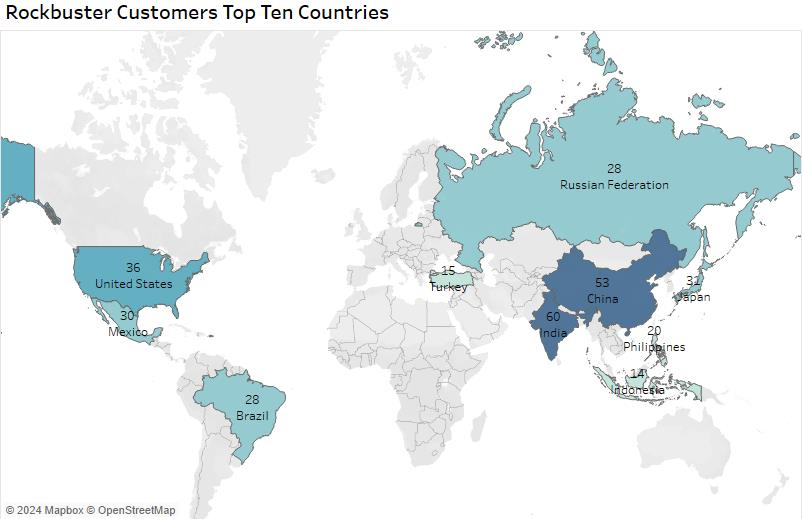 Rockbuster Customers Top Ten Countries
28
Russian Federation
36
United States
15
Turkey
53
China
31
Japan
30
Mexico
60
India
20
Philippines
14
Indonesia
28
Brazil
© 2024 Mapbox © OpenStreetMap